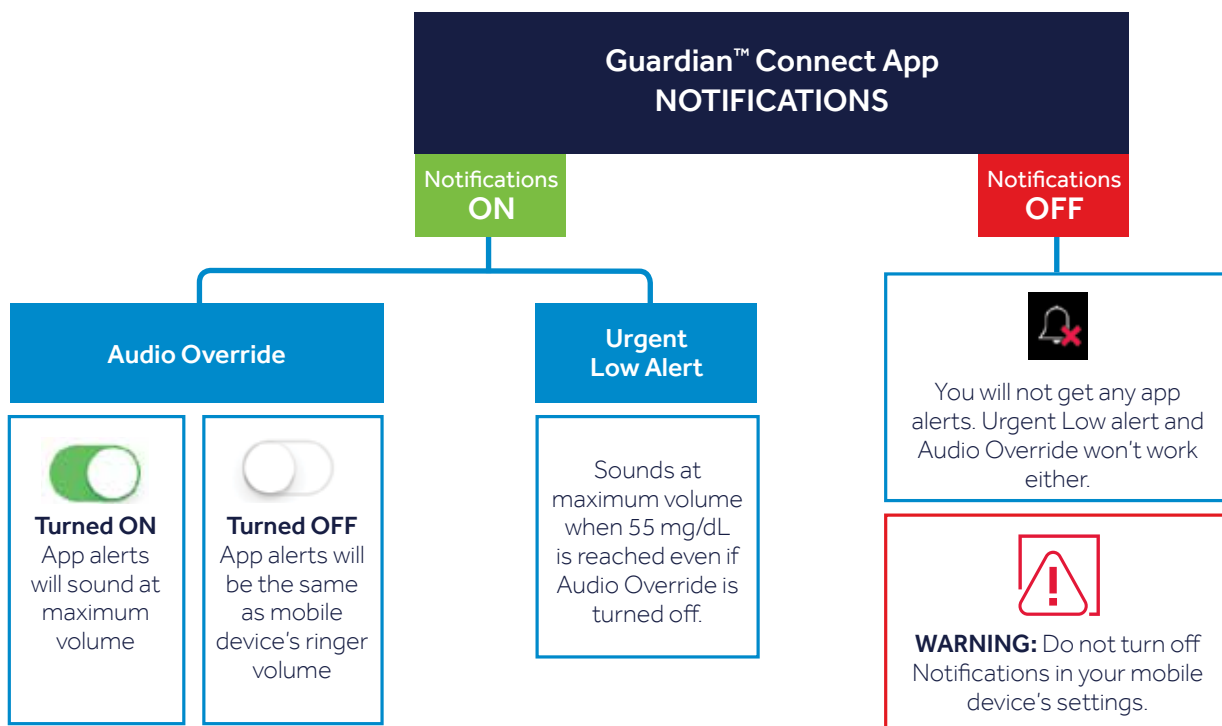 Guardian™ Connect App
NOTIFICATIONS
Notifications
ON
Notifications
OFF
Audio Override
Urgent
Low Alert
Turned ON
App alerts
will sound at
maximum
volume
Turned OFF
App alerts will
be the same
as mobile
device's ringer
volume
Sounds at
maximum volume
when 55 mg/dL
is reached even if
Audio Override is
turned off.
You will not get any app
alerts. Urgent Low alert and
Audio Override won't work
either.
WARNING: Do not turn off
Notifications in your mobile
device's settings.